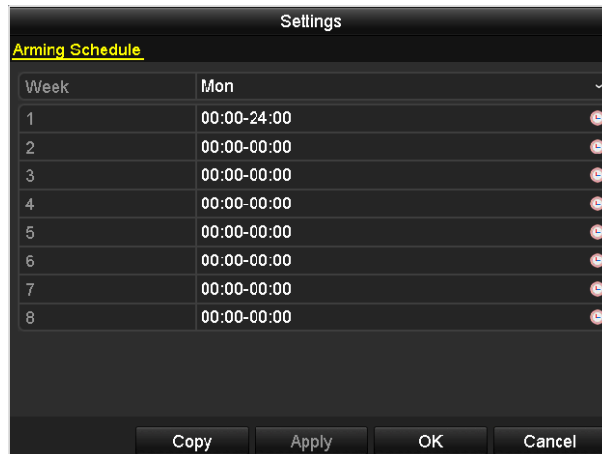 Settings
Arming Schedule
Week Mon
1 00:00-24:00
2 00:00-00:00
3 00:00-00:00
4 00:00-00:00
5 00:00-00:00
6 00:00-00:00
7 00:00-00:00
8 00:00-00:00
Copy Apply OK Cancel